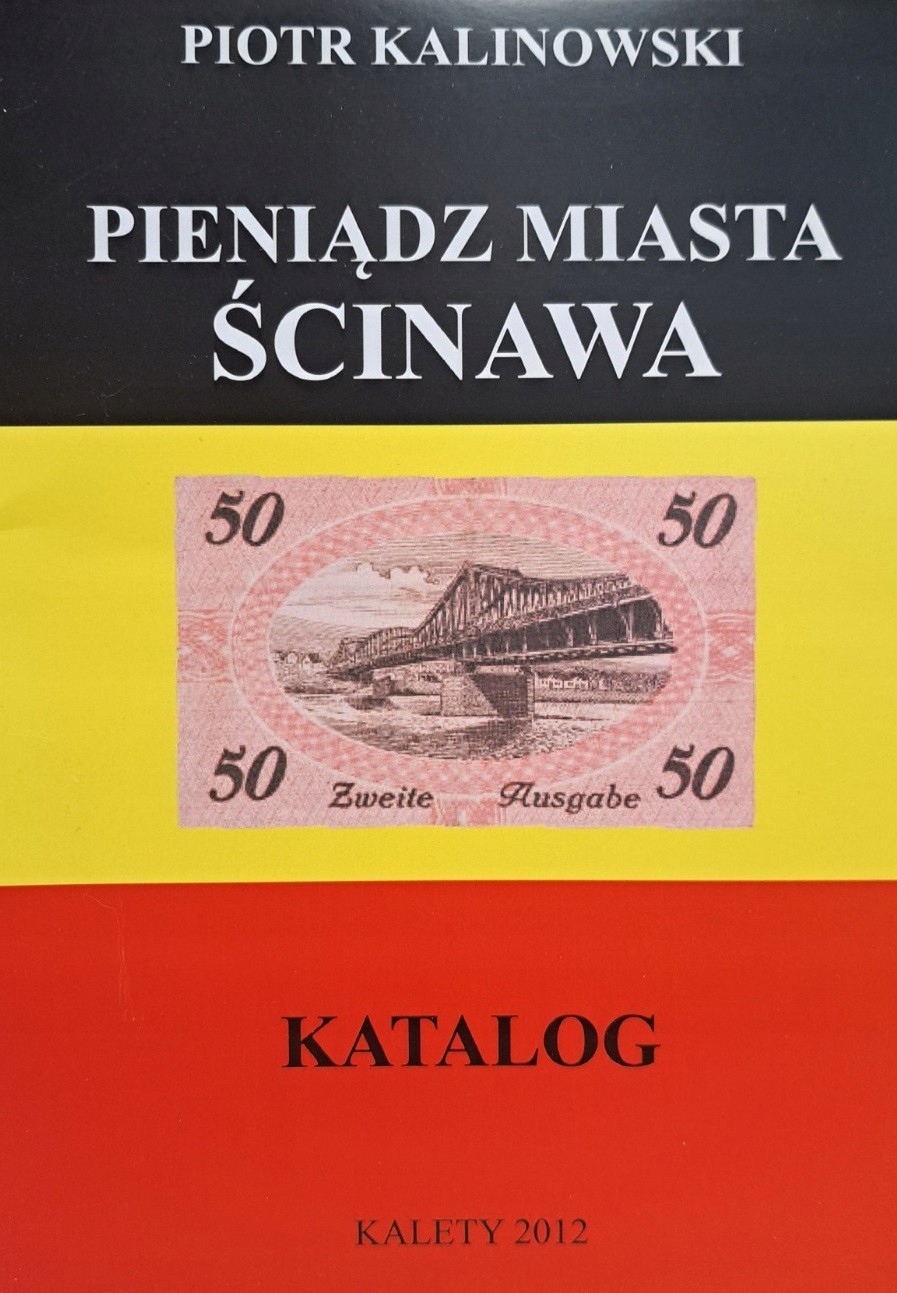 PIOTR KALINOWSKI
PIENIĄDZ MIASTA
ŚCINAWA
50 50
50 Zweite Ausgabe 50
KATALOG
KALETY 2012